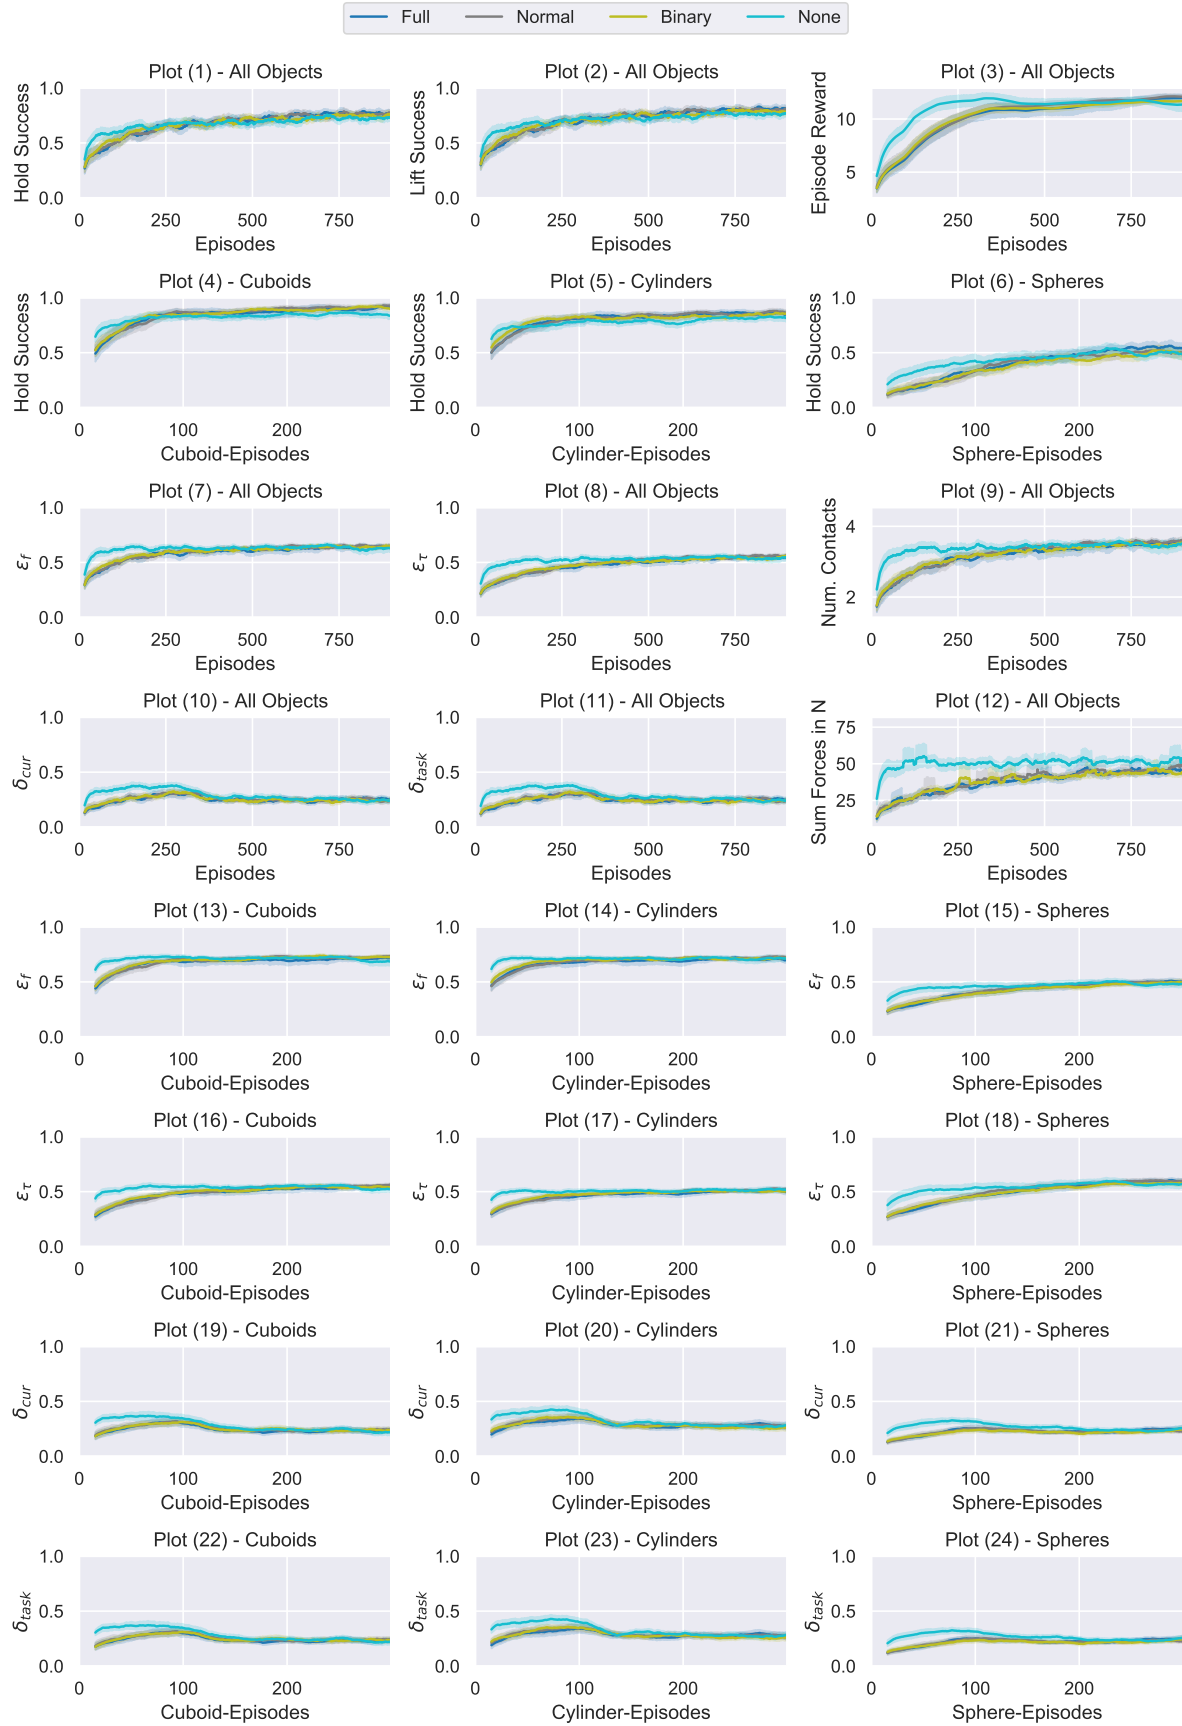 Full Normal Binary None
Plot (1) - All Objects
Hold Success
1.0
0.5
0.0
0 250 500 750
Episodes
Plot (2) - All Objects
Lift Success
1.0
0.5
0.0
0 250 500 750
Episodes
Plot (3) - All Objects
Episode Reward
10
5
0 250 500 750
Episodes
Plot (4) - Cuboids
Hold Success
1.0
0.5
0.0
0 100 200
Cuboid-Episodes
Plot (5) - Cylinders
Hold Success
1.0
0.5
0.0
0 100 200
Cylinder-Episodes
Plot (6) - Spheres
Hold Success
1.0
0.5
0.0
0 100 200
Sphere-Episodes
Plot (7) - All Objects
ε_f
1.0
0.5
0.0
0 250 500 750
Episodes
Plot (8) - All Objects
ε_τ
1.0
0.5
0.0
0 250 500 750
Episodes
Plot (9) - All Objects
Num. Contacts
4
2
0 250 500 750
Episodes
Plot (10) - All Objects
δ_cur
1.0
0.5
0.0
0 250 500 750
Episodes
Plot (11) - All Objects
δ_task
1.0
0.5
0.0
0 250 500 750
Episodes
Plot (12) - All Objects
Sum Forces in N
75
50
25
0 250 500 750
Episodes
Plot (13) - Cuboids
ε_f
1.0
0.5
0.0
0 100 200
Cuboid-Episodes
Plot (14) - Cylinders
ε_f
1.0
0.5
0.0
0 100 200
Cylinder-Episodes
Plot (15) - Spheres
ε_f
1.0
0.5
0.0
0 100 200
Sphere-Episodes
Plot (16) - Cuboids
ε_τ
1.0
0.5
0.0
0 100 200
Cuboid-Episodes
Plot (17) - Cylinders
ε_τ
1.0
0.5
0.0
0 100 200
Cylinder-Episodes
Plot (18) - Spheres
ε_τ
1.0
0.5
0.0
0 100 200
Sphere-Episodes
Plot (19) - Cuboids
δ_cur
1.0
0.5
0.0
0 100 200
Cuboid-Episodes
Plot (20) - Cylinders
δ_cur
1.0
0.5
0.0
0 100 200
Cylinder-Episodes
Plot (21) - Spheres
δ_cur
1.0
0.5
0.0
0 100 200
Sphere-Episodes
Plot (22) - Cuboids
δ_task
1.0
0.5
0.0
0 100 200
Cuboid-Episodes
Plot (23) - Cylinders
δ_task
1.0
0.5
0.0
0 100 200
Cylinder-Episodes
Plot (24) - Spheres
δ_task
1.0
0.5
0.0
0 100 200
Sphere-Episodes